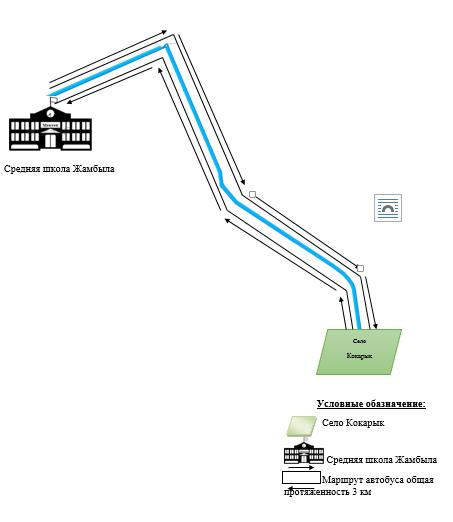 Средняя школа Жамбыла
Село
Кокарык
Условные обозначение:
Село Кокарык
Средняя школа Жамбыла
Маршрут автобуса общая
протяженность 3 км